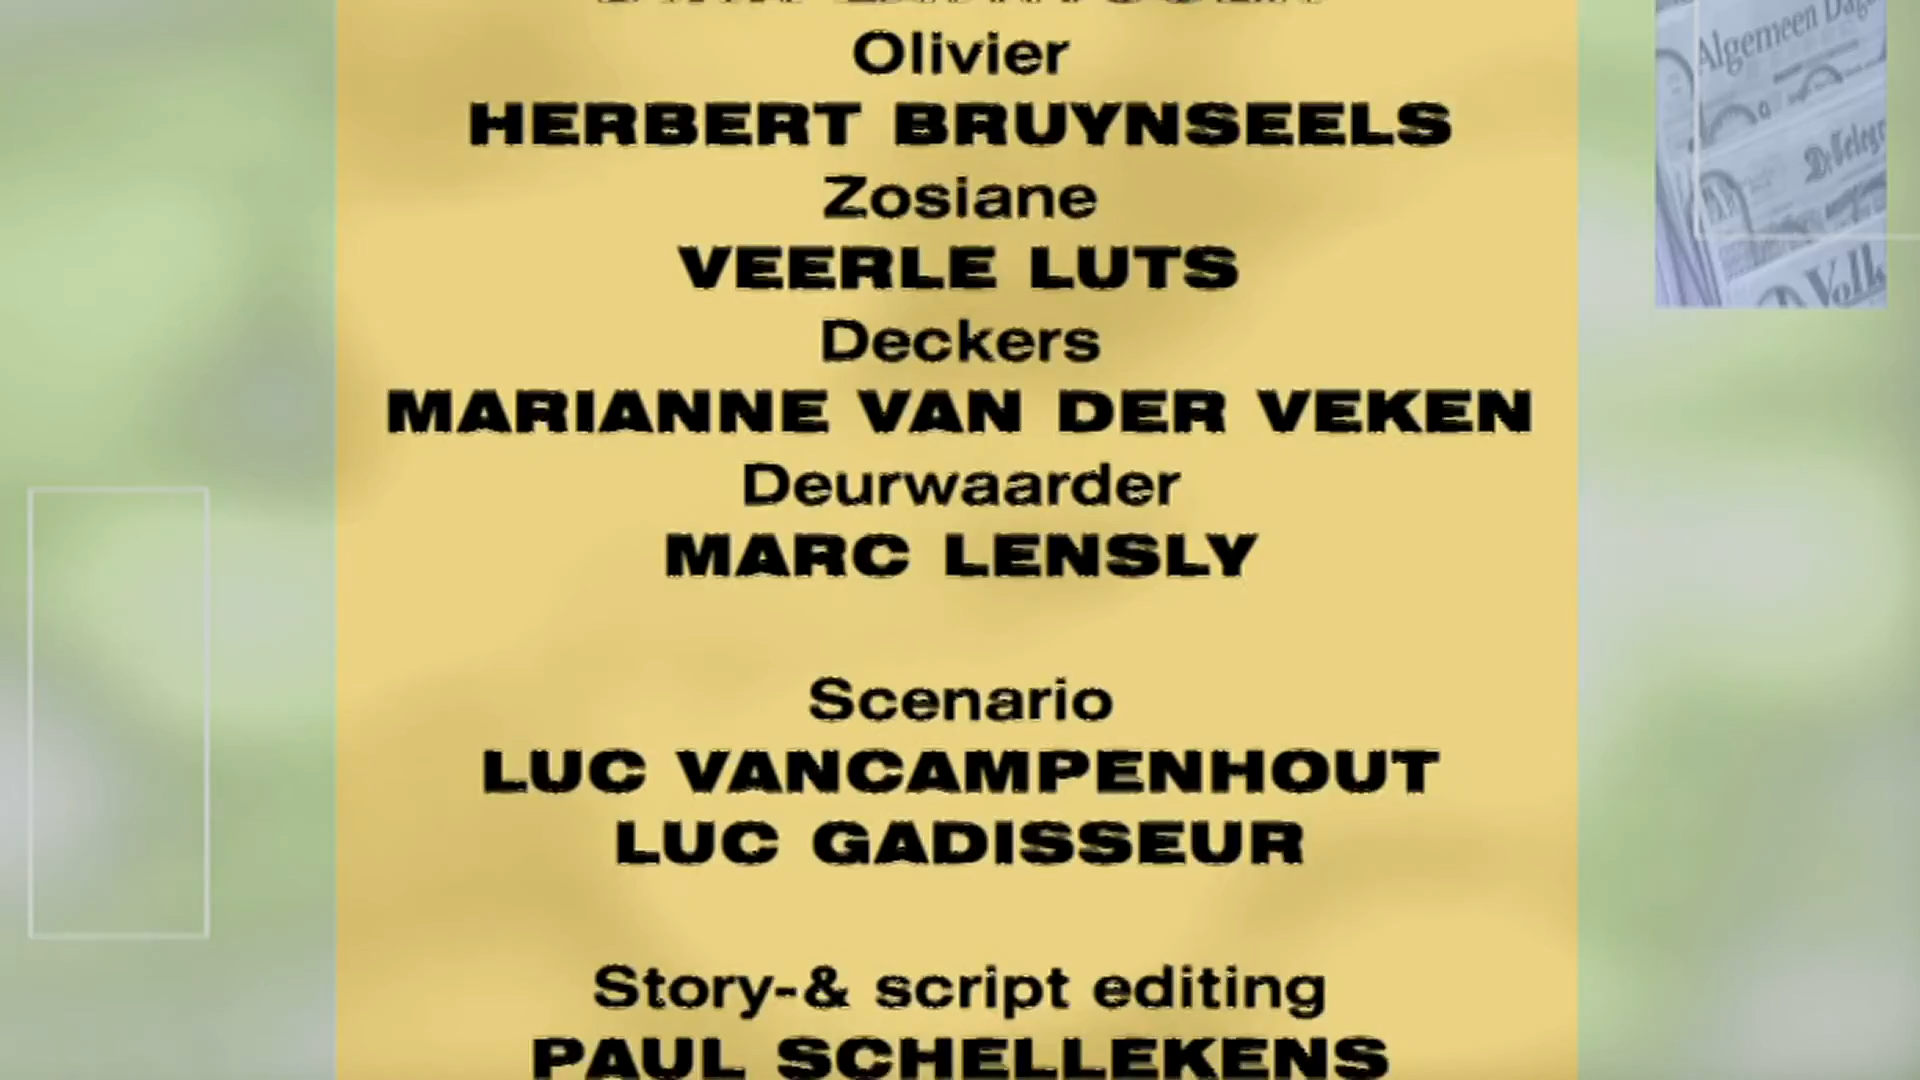 Olivier
HERBERT BRUYNSEELS
Zosiane
VEERLE LUTS
Deckers
MARIANNE VAN DER VEKEN
Deurwaarder
MARC LENSLY
Scenario
LUC VANCAMPENHOUT
LUC GADISSEUR
Story-& script editing
PAUL SCHELLEKENS
Algemeen